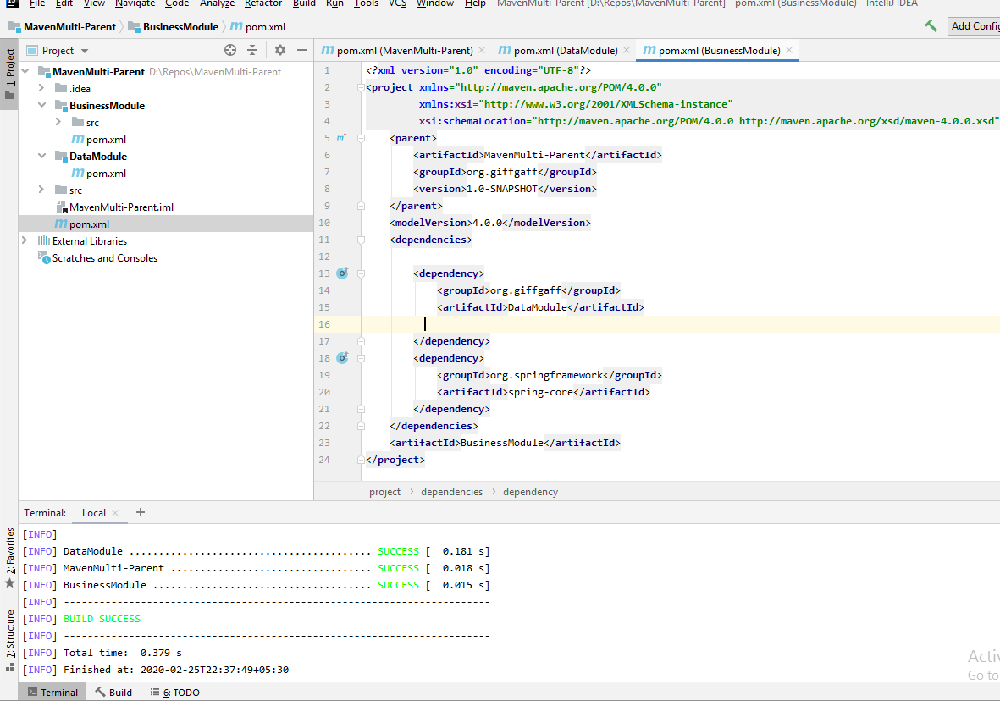 File Edit View Navigate Code Analyze Refactor Build Run Tools VCS Window Help MavenMulti-Parent [D:\Repos\MavenMulti-Parent] - pom.xml (BusinessModule) - IntelliJ IDEA
MavenMulti-Parent BusinessModule pom.xml Add Config
1: Project
Project
MavenMulti-Parent D:\Repos\MavenMulti-Parent
.idea
BusinessModule
src
pom.xml
DataModule
pom.xml
src
MavenMulti-Parent.iml
pom.xml
External Libraries
Scratches and Consoles
pom.xml (MavenMulti-Parent) pom.xml (DataModule) pom.xml (BusinessModule)
1 <?xml version="1.0" encoding="UTF-8"?>
2 <project xmlns="http://maven.apache.org/POM/4.0.0"
3 xmlns:xsi="http://www.w3.org/2001/XMLSchema-instance"
4 xsi:schemaLocation="http://maven.apache.org/POM/4.0.0 http://maven.apache.org/xsd/maven-4.0.0.xsd"
5 <parent>
6 <artifactId>MavenMulti-Parent</artifactId>
7 <groupId>org.giffgaff</groupId>
8 <version>1.0-SNAPSHOT</version>
9 </parent>
10 <modelVersion>4.0.0</modelVersion>
11 <dependencies>
12
13 <dependency>
14 <groupId>org.giffgaff</groupId>
15 <artifactId>DataModule</artifactId>
16
17 </dependency>
18 <dependency>
19 <groupId>org.springframework</groupId>
20 <artifactId>spring-core</artifactId>
21 </dependency>
22 </dependencies>
23 <artifactId>BusinessModule</artifactId>
24 </project>
project dependencies dependency
Terminal: Local +
[INFO]
[INFO] DataModule ......................................... SUCCESS [ 0.181 s]
[INFO] MavenMulti-Parent .................................. SUCCESS [ 0.018 s]
[INFO] BusinessModule ..................................... SUCCESS [ 0.015 s]
[INFO] ------------------------------------------------------------------------
[INFO] BUILD SUCCESS
[INFO] ------------------------------------------------------------------------
[INFO] Total time: 0.379 s
[INFO] Finished at: 2020-02-25T22:37:49+05:30
2: Favorites
7: Structure
Activ
Go to
Terminal Build 6: TODO